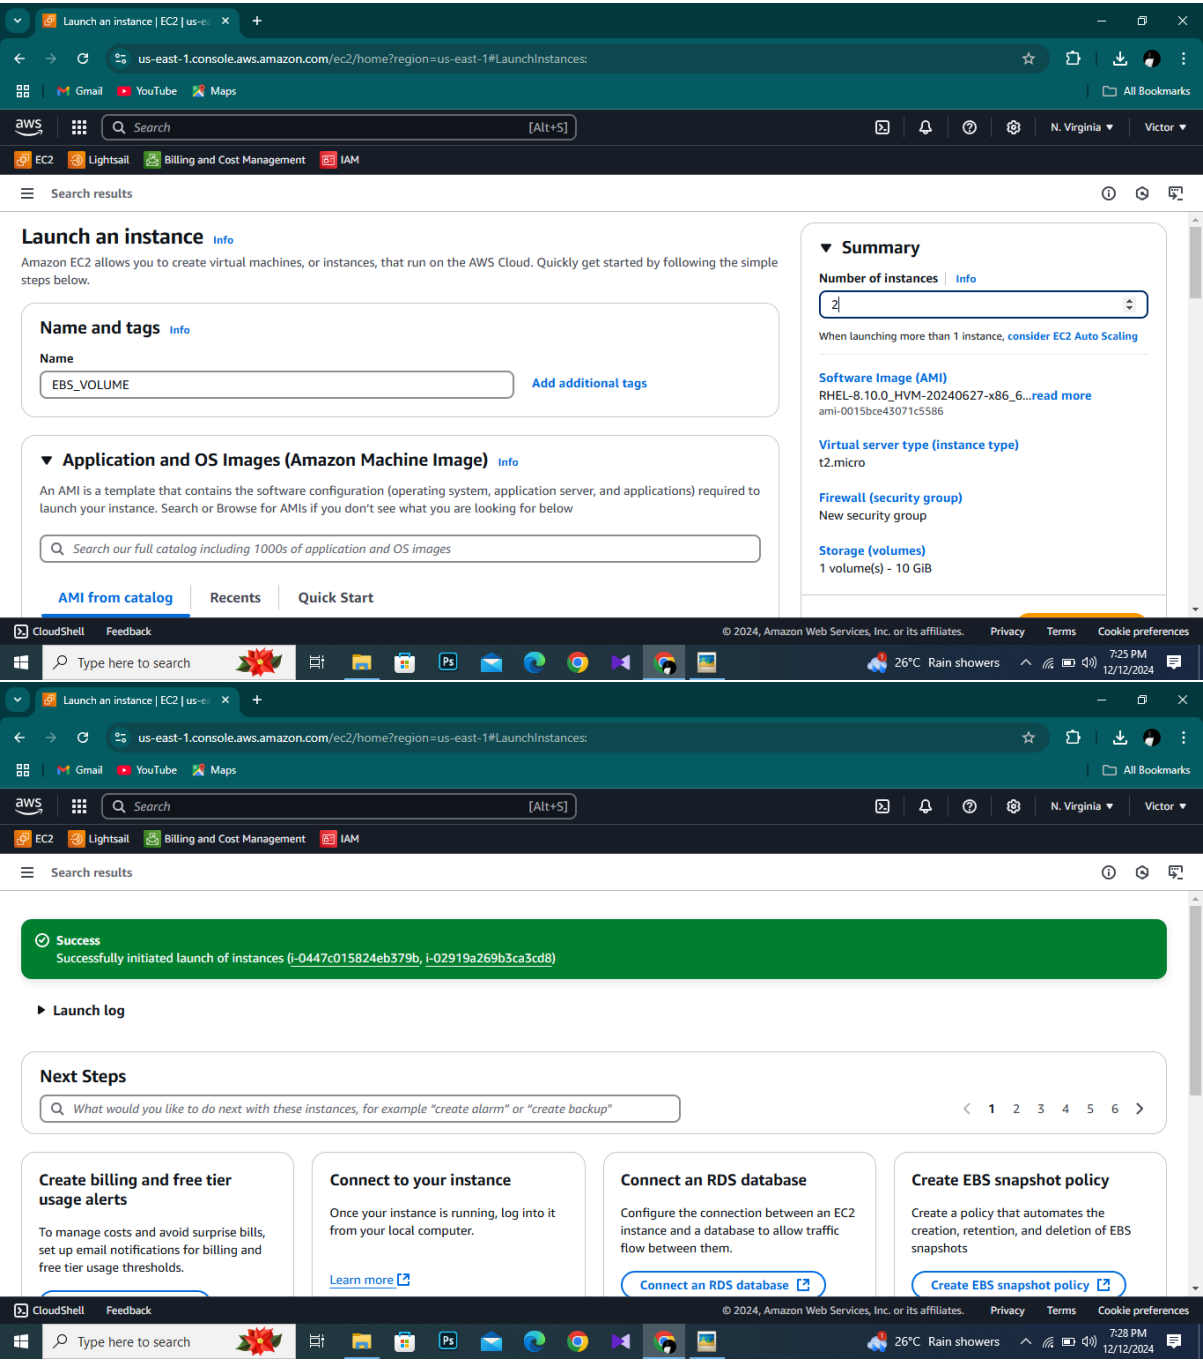 Launch an instance | EC2 | us-ea
us-east-1.console.aws.amazon.com/ec2/home?region=us-east-1#LaunchInstances:
Gmail YouTube Maps All Bookmarks
aws Search [Alt+S] N. Virginia Victor
EC2 Lightsail Billing and Cost Management IAM
Search results
Launch an instance Info
Amazon EC2 allows you to create virtual machines, or instances, that run on the AWS Cloud. Quickly get started by following the simple
steps below.
Name and tags Info
Name
EBS_VOLUME Add additional tags
Application and OS Images (Amazon Machine Image) Info
An AMI is a template that contains the software configuration (operating system, application server, and applications) required to
launch your instance. Search or Browse for AMIs if you don't see what you are looking for below
Search our full catalog including 1000s of application and OS images
AMI from catalog Recents Quick Start
Summary
Number of instances Info
2
When launching more than 1 instance, consider EC2 Auto Scaling
Software Image (AMI)
RHEL-8.10.0_HVM-20240627-x86_6...read more
ami-0015bce43071c5586
Virtual server type (instance type)
t2.micro
Firewall (security group)
New security group
Storage (volumes)
1 volume(s) - 10 GiB
CloudShell Feedback © 2024, Amazon Web Services, Inc. or its affiliates. Privacy Terms Cookie preferences
Type here to search Ps 26°C Rain showers 7:25 PM
12/12/2024
Launch an instance | EC2 | us-ea
us-east-1.console.aws.amazon.com/ec2/home?region=us-east-1#LaunchInstances:
Gmail YouTube Maps All Bookmarks
aws Search [Alt+S] N. Virginia Victor
EC2 Lightsail Billing and Cost Management IAM
Search results
Success
Successfully initiated launch of instances (i-0447c015824eb379b, i-02919a269b3ca3cd8)
Launch log
Next Steps
What would you like to do next with these instances, for example "create alarm" or "create backup"
1 2 3 4 5 6
Create billing and free tier
usage alerts
To manage costs and avoid surprise bills,
set up email notifications for billing and
free tier usage thresholds.
Connect to your instance
Once your instance is running, log into it
from your local computer.
Learn more
Connect an RDS database
Configure the connection between an EC2
instance and a database to allow traffic
flow between them.
Connect an RDS database
Create EBS snapshot policy
Create a policy that automates the
creation, retention, and deletion of EBS
snapshots
Create EBS snapshot policy
CloudShell Feedback © 2024, Amazon Web Services, Inc. or its affiliates. Privacy Terms Cookie preferences
Type here to search Ps 26°C Rain showers 7:28 PM
12/12/2024